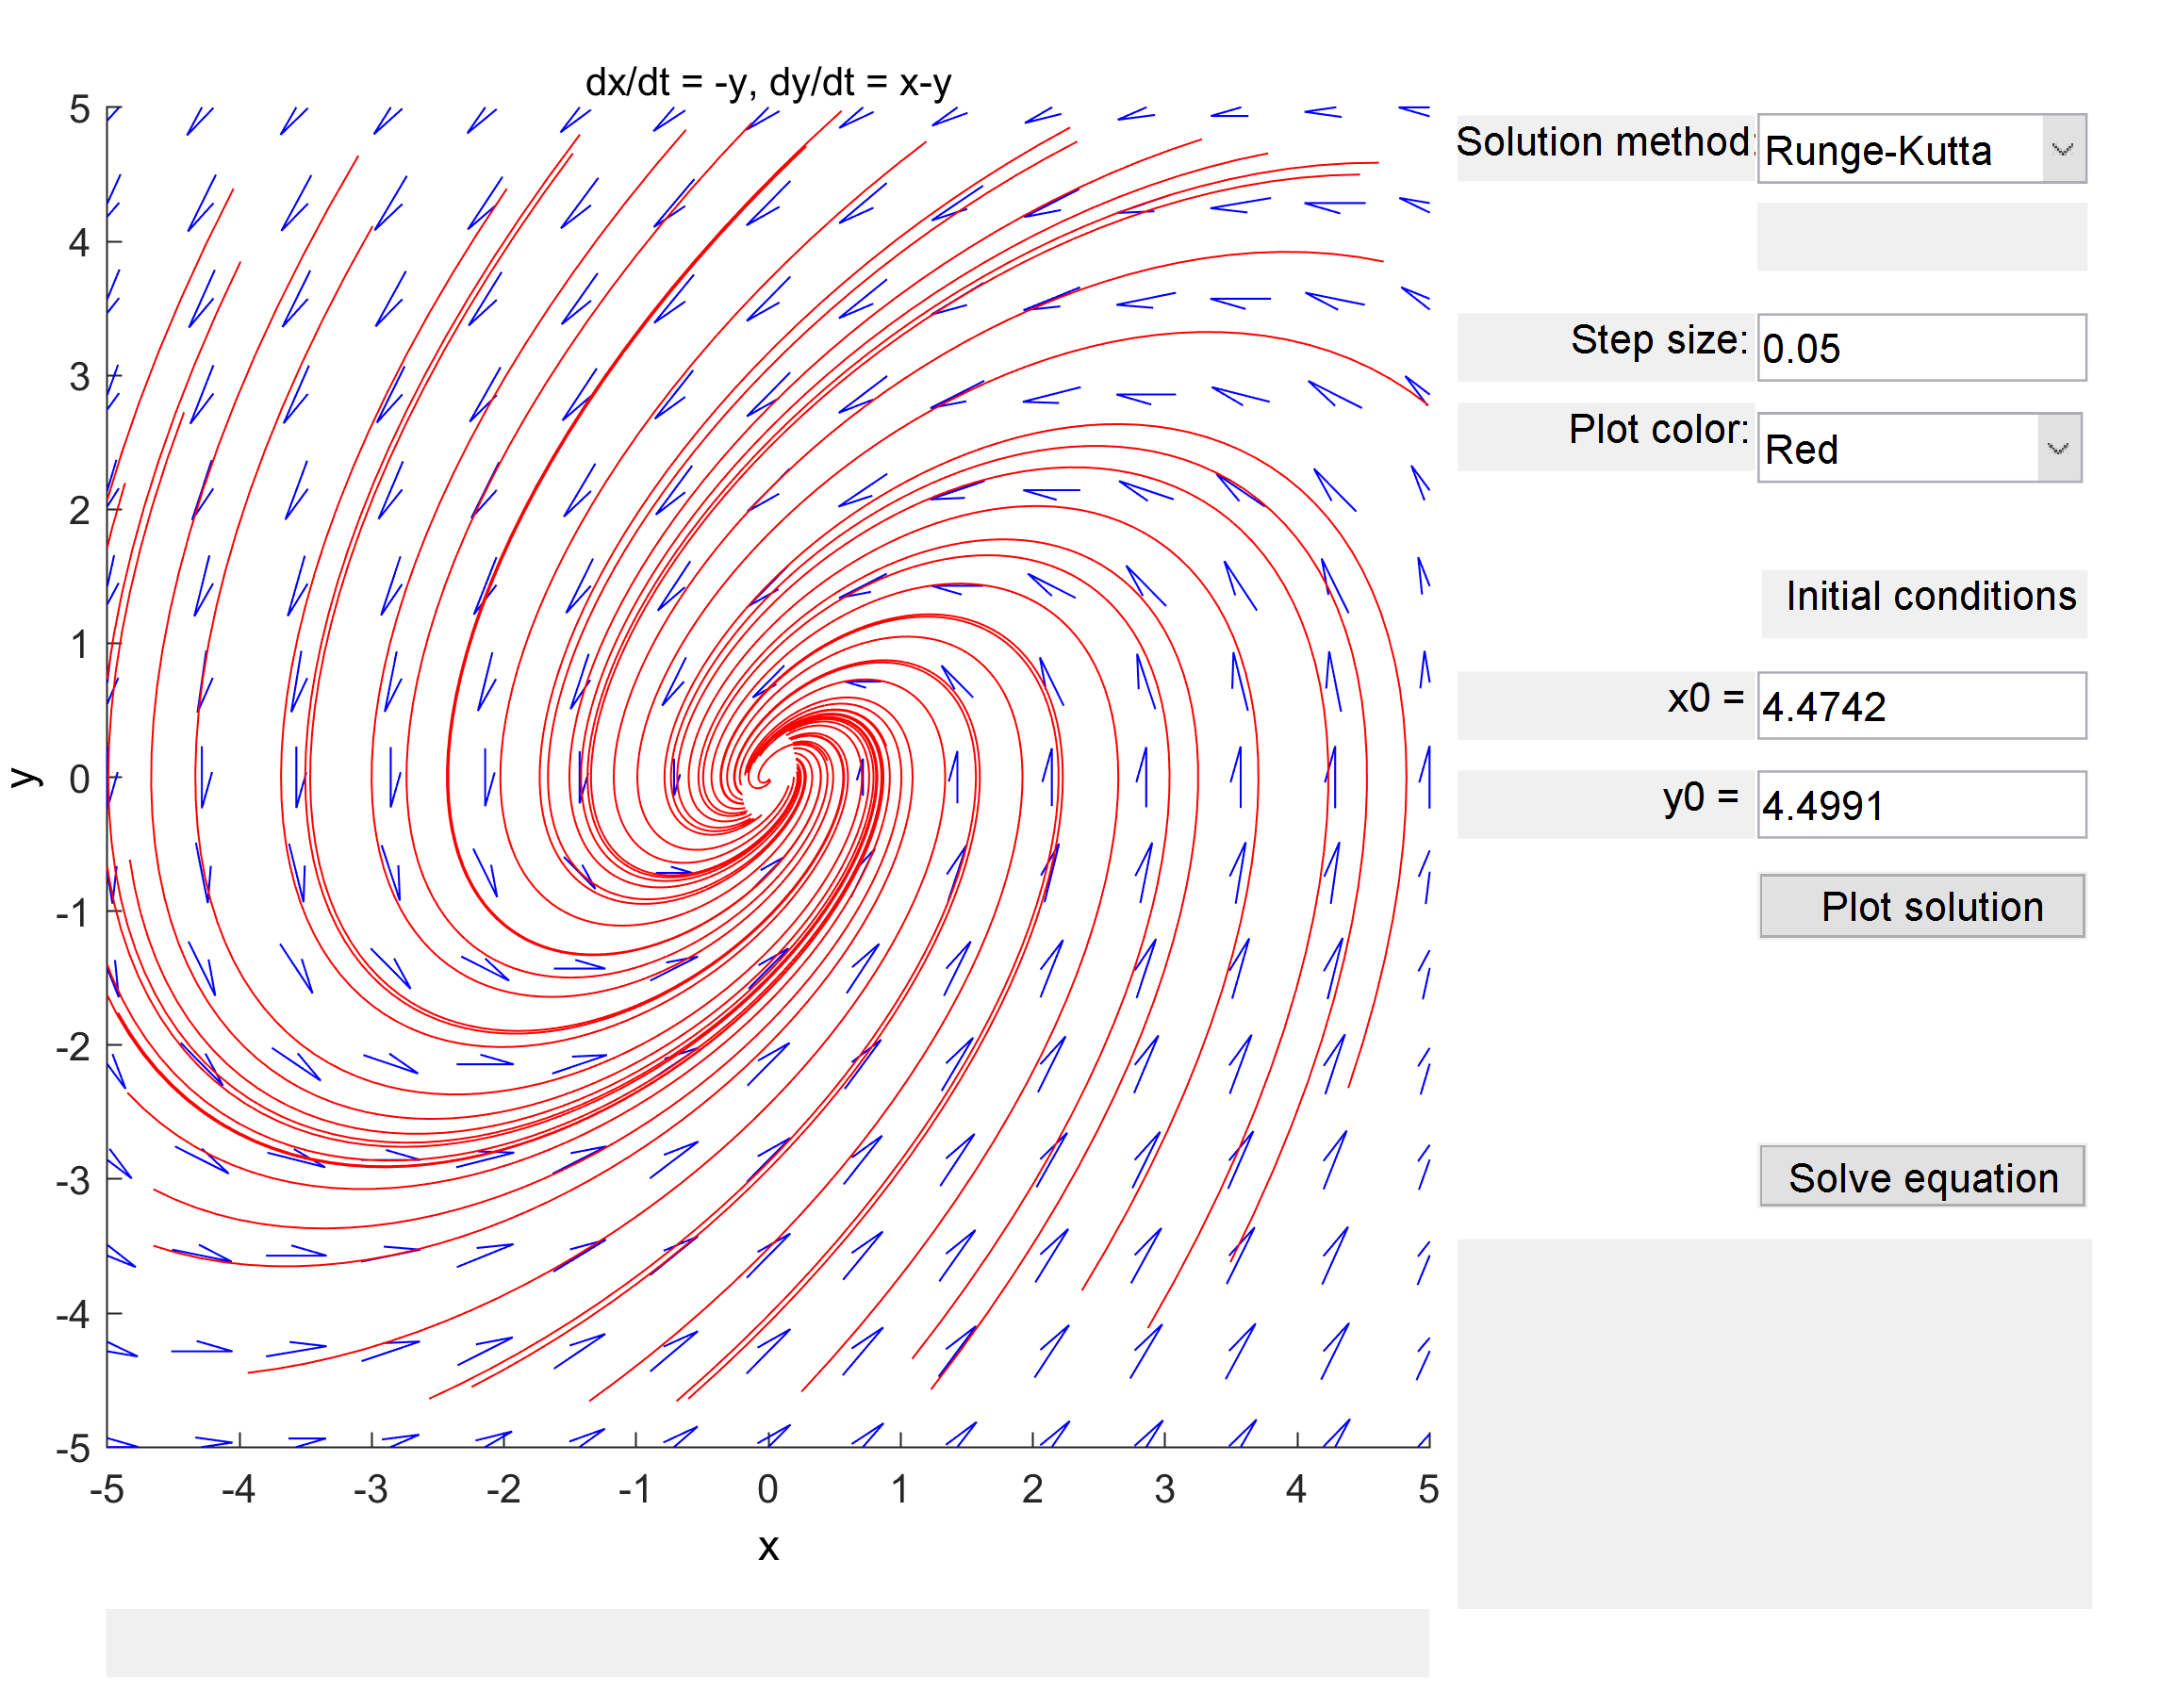 dx/dt = -y, dy/dt = x-y
5
4
3
2
1
0
-1
-2
-3
-4
-5
y
-5 -4 -3 -2 -1 0 1 2 3 4 5
x
Solution method: Runge-Kutta
Step size: 0.05
Plot color: Red
Initial conditions
x0 = 4.4742
y0 = 4.4991
Plot solution
Solve equation